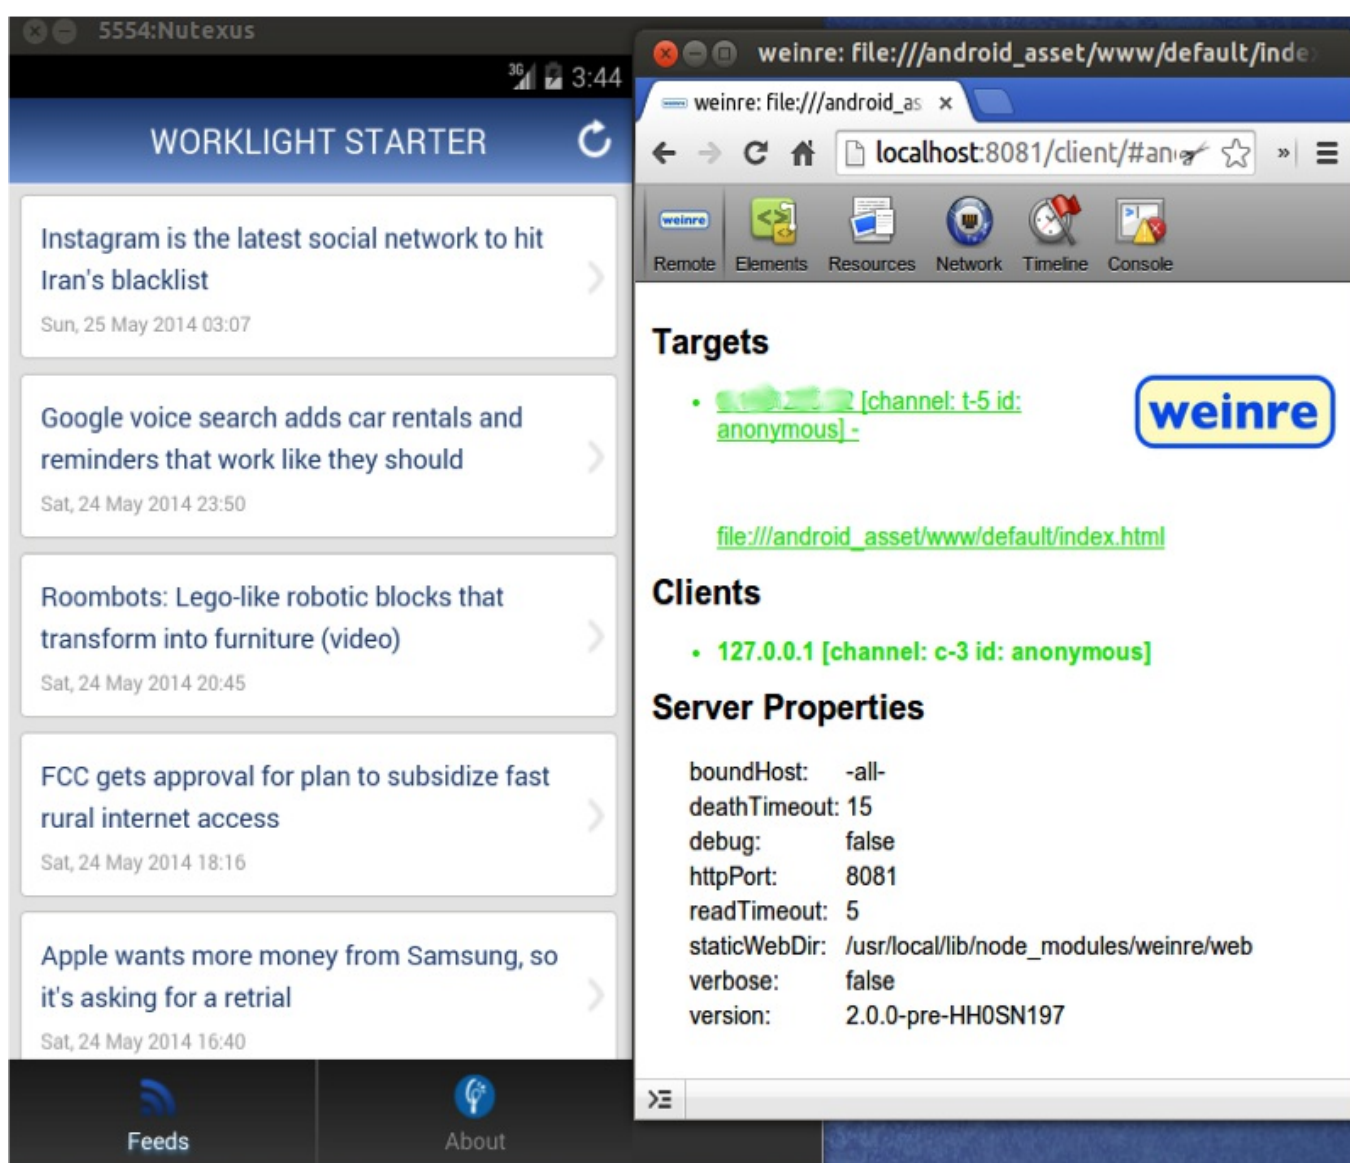 5554:Nutexus
3G 3:44
WORKLIGHT STARTER
Instagram is the latest social network to hit
Iran's blacklist
Sun, 25 May 2014 03:07
Google voice search adds car rentals and
reminders that work like they should
Sat, 24 May 2014 23:50
Roombots: Lego-like robotic blocks that
transform into furniture (video)
Sat, 24 May 2014 20:45
FCC gets approval for plan to subsidize fast
rural internet access
Sat, 24 May 2014 18:16
Apple wants more money from Samsung, so
it's asking for a retrial
Sat, 24 May 2014 16:40
Feeds About
weinre: file:///android_asset/www/default/inde
weinre: file:///android_as
localhost:8081/client/#an
weinre
Remote Elements Resources Network Timeline Console
Targets
[channel: t-5 id:
anonymous] -
weinre
file:///android_asset/www/default/index.html
Clients
• 127.0.0.1 [channel: c-3 id: anonymous]
Server Properties
boundHost: -all-
deathTimeout: 15
debug: false
httpPort: 8081
readTimeout: 5
staticWebDir: /usr/local/lib/node_modules/weinre/web
verbose: false
version: 2.0.0-pre-HH0SN197